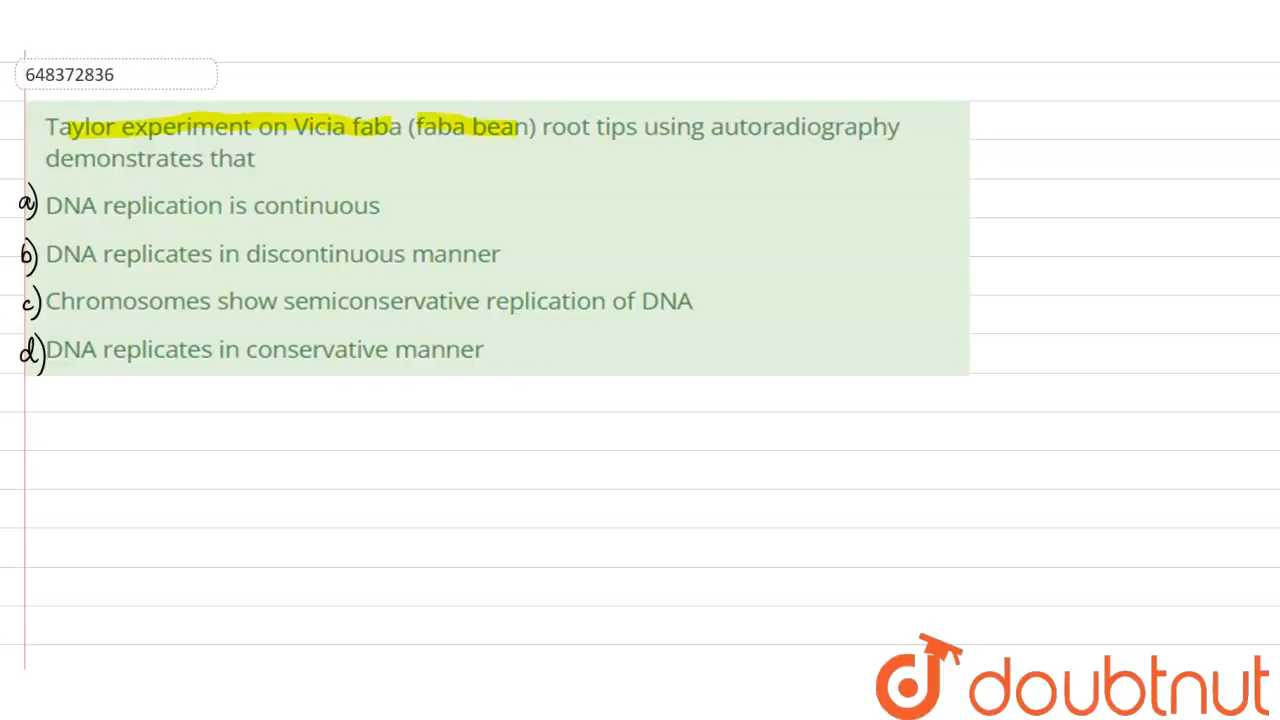 648372836
Taylor experiment on Vicia faba (faba bean) root tips using autoradiography
demonstrates that
a) DNA replication is continuous
b) DNA replicates in discontinuous manner
c) Chromosomes show semiconservative replication of DNA
d) DNA replicates in conservative manner
doubtnut